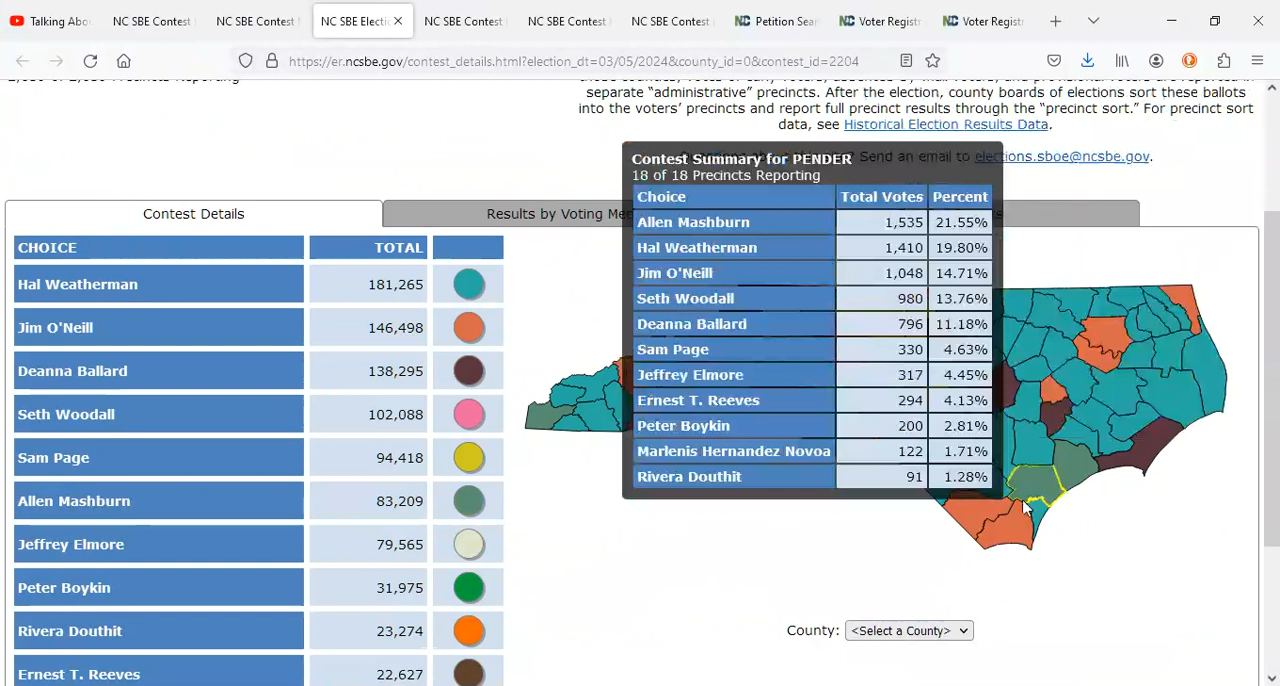 Talking Abo
NC SBE Contest
NC SBE Contest
NC SBE Electi
NC SBE Contest
NC SBE Contest
NC SBE Contest
NC Petition Sear
NC Voter Registr
NC Voter Registr
https://er.ncsbe.gov/contest_details.html?election_dt=03/05/2024&county_id=0&contest_id=2204
Precincts Reporting
separate “administrative” precincts. After the election, county boards of elections sort these ballots
into the voters’ precincts and report full precinct results through the “precinct sort.” For precinct sort
data, see Historical Election Results Data.
Send an email to elections.sboe@ncsbe.gov.
Contest Summary for PENDER
18 of 18 Precincts Reporting
Choice Total Votes Percent
Allen Mashburn 1,535 21.55%
Hal Weatherman 1,410 19.80%
Jim O'Neill 1,048 14.71%
Seth Woodall 980 13.76%
Deanna Ballard 796 11.18%
Sam Page 330 4.63%
Jeffrey Elmore 317 4.45%
Ernest T. Reeves 294 4.13%
Peter Boykin 200 2.81%
Marlenis Hernandez Novoa 122 1.71%
Rivera Douthit 91 1.28%
Contest Details
Results by Voting Me
CHOICE TOTAL
Hal Weatherman 181,265
Jim O'Neill 146,498
Deanna Ballard 138,295
Seth Woodall 102,088
Sam Page 94,418
Allen Mashburn 83,209
Jeffrey Elmore 79,565
Peter Boykin 31,975
Rivera Douthit 23,274
Ernest T. Reeves 22,627
County: <Select a County>